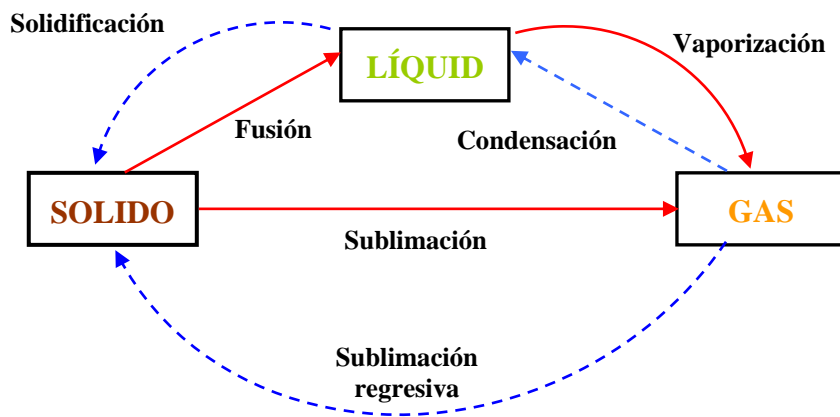 Solidificación
LÍQUID
Vaporización
Fusión
Condensación
SOLIDO
GAS
Sublimación
Sublimación
regresiva